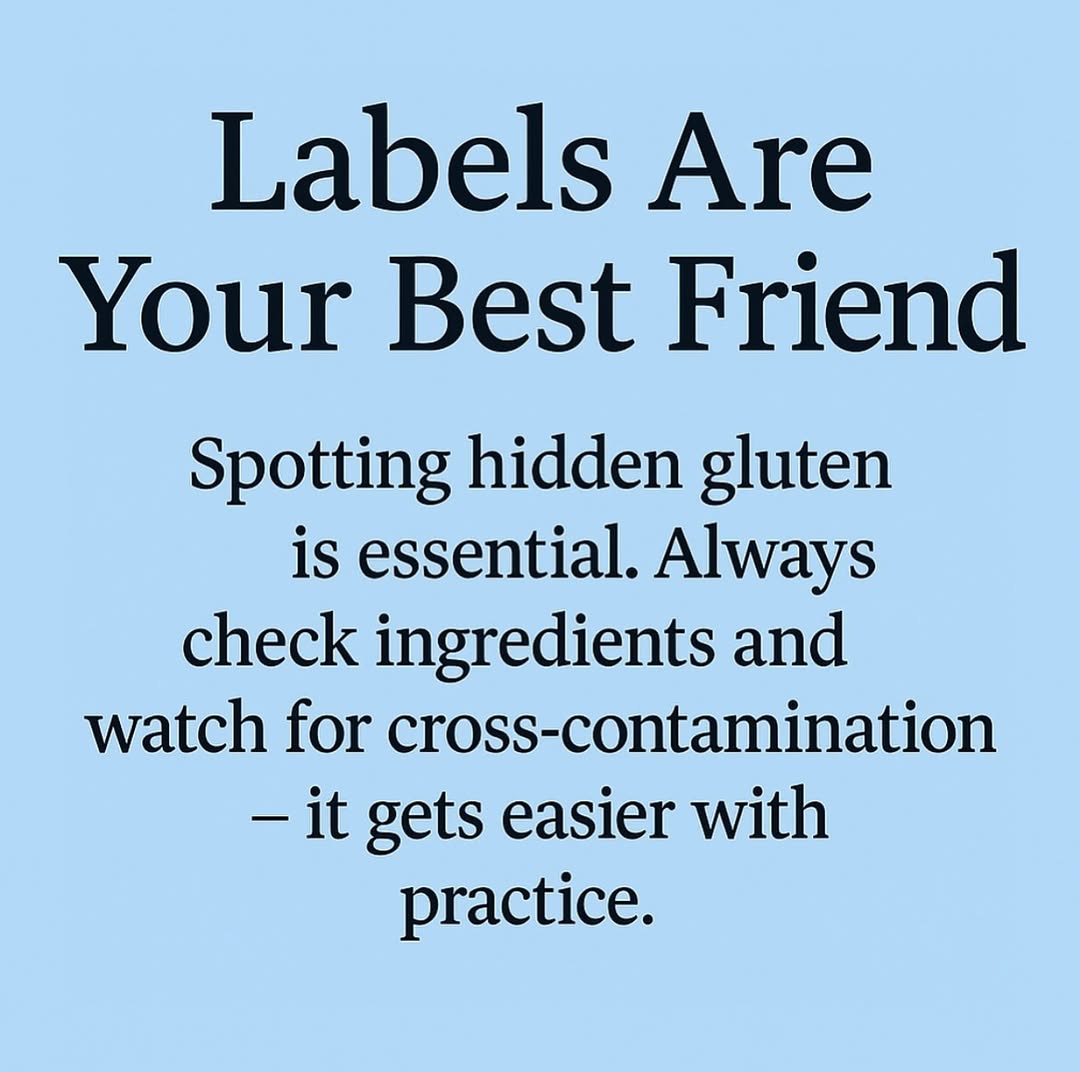 Labels Are
Your Best Friend
Spotting hidden gluten
is essential. Always
check ingredients and
watch for cross-contamination
– it gets easier with
practice.